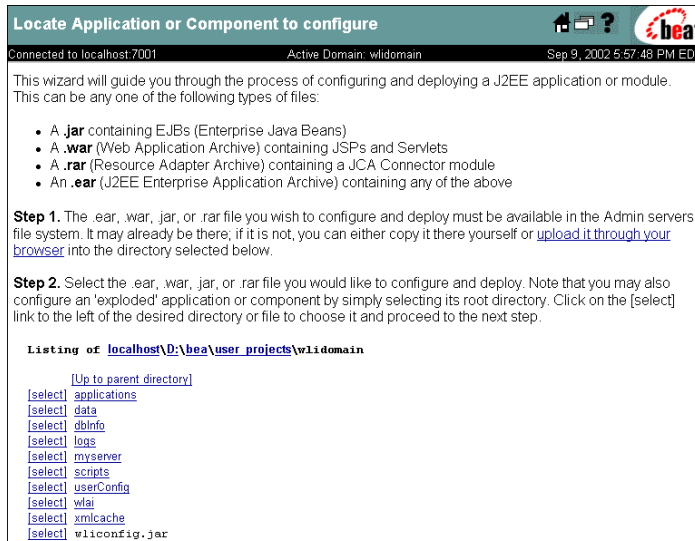 Locate Application or Component to configure
?
bea
Connected to localhost:7001 Active Domain: wlidomain Sep 9, 2002 5:57:48 PM ED
This wizard will guide you through the process of configuring and deploying a J2EE application or module.
This can be any one of the following types of files:
• A .jar containing EJBs (Enterprise Java Beans)
• A .war (Web Application Archive) containing JSPs and Servlets
• A .rar (Resource Adapter Archive) containing a JCA Connector module
• An .ear (J2EE Enterprise Application Archive) containing any of the above
Step 1. The .ear, .war, .jar, or .rar file you wish to configure and deploy must be available in the Admin servers
file system. It may already be there; if it is not, you can either copy it there yourself or upload it through your
browser into the directory selected below.
Step 2. Select the .ear, .war, .jar, or .rar file you would like to configure and deploy. Note that you may also
configure an 'exploded' application or component by simply selecting its root directory. Click on the [select]
link to the left of the desired directory or file to choose it and proceed to the next step.
Listing of localhost\D:\bea\user_projects\wlidomain
[Up to parent directory]
[select] applications
[select] data
[select] dbInfo
[select] logs
[select] myserver
[select] scripts
[select] userConfig
[select] wlai
[select] xmlcache
[select] wliconfig.jar